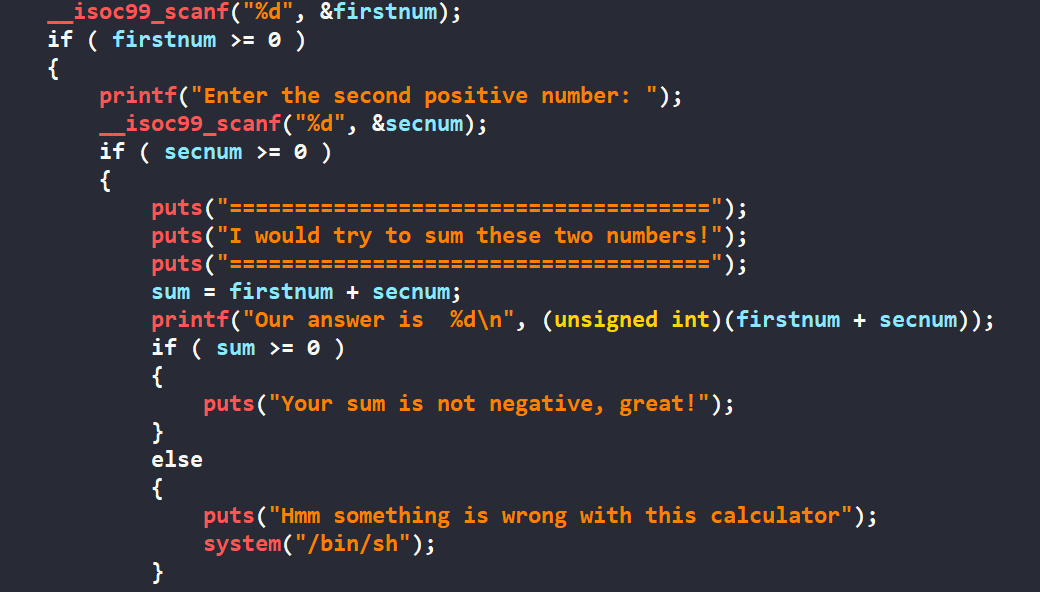 __isoc99_scanf("%d", &firstnum);
if ( firstnum >= 0 )
{
printf("Enter the second positive number: ");
__isoc99_scanf("%d", &secnum);
if ( secnum >= 0 )
{
puts("=====================================");
puts("I would try to sum these two numbers!");
puts("=====================================");
sum = firstnum + secnum;
printf("Our answer is  %d\n", (unsigned int)(firstnum + secnum));
if ( sum >= 0 )
{
puts("Your sum is not negative, great!");
}
else
{
puts("Hmm something is wrong with this calculator");
system("/bin/sh");
}